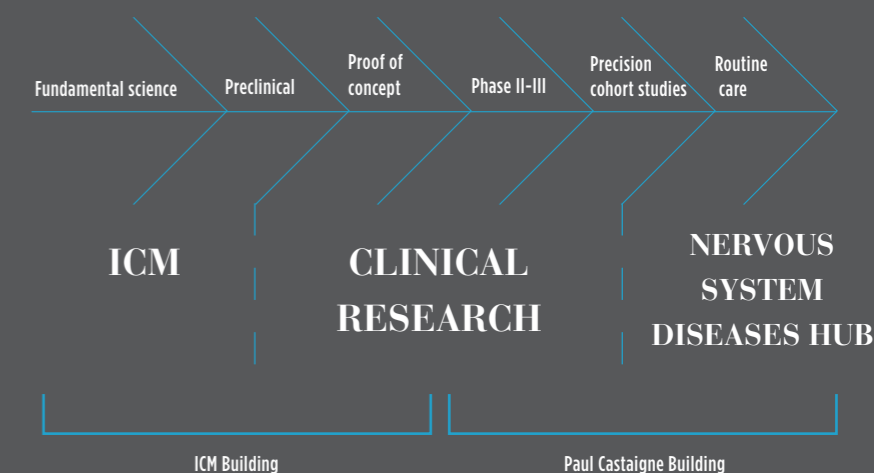 Fundamental science
Preclinical
Proof of
concept
Phase II-III
Precision
cohort studies
Routine
care
ICM
CLINICAL
RESEARCH
NERVOUS
SYSTEM
DISEASES HUB
ICM Building
Paul Castaigne Building